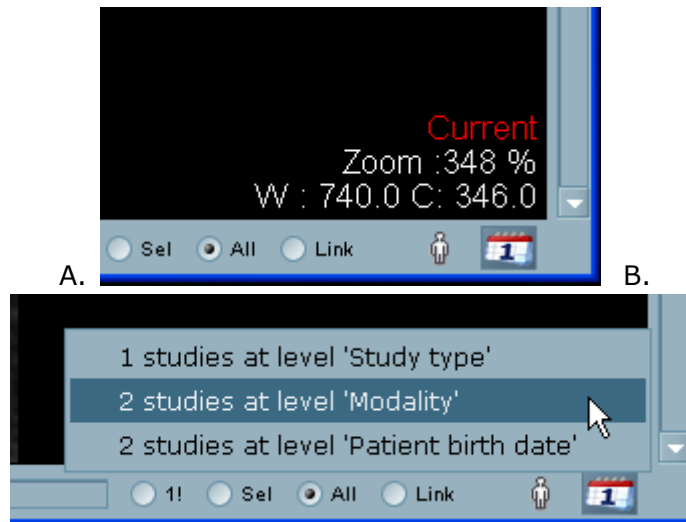 Current
Zoom :348 %
W : 740.0 C: 346.0
Sel All Link 1
A. B.
1 studies at level 'Study type'
2 studies at level 'Modality'
2 studies at level 'Patient birth date'
1! Sel All Link 1